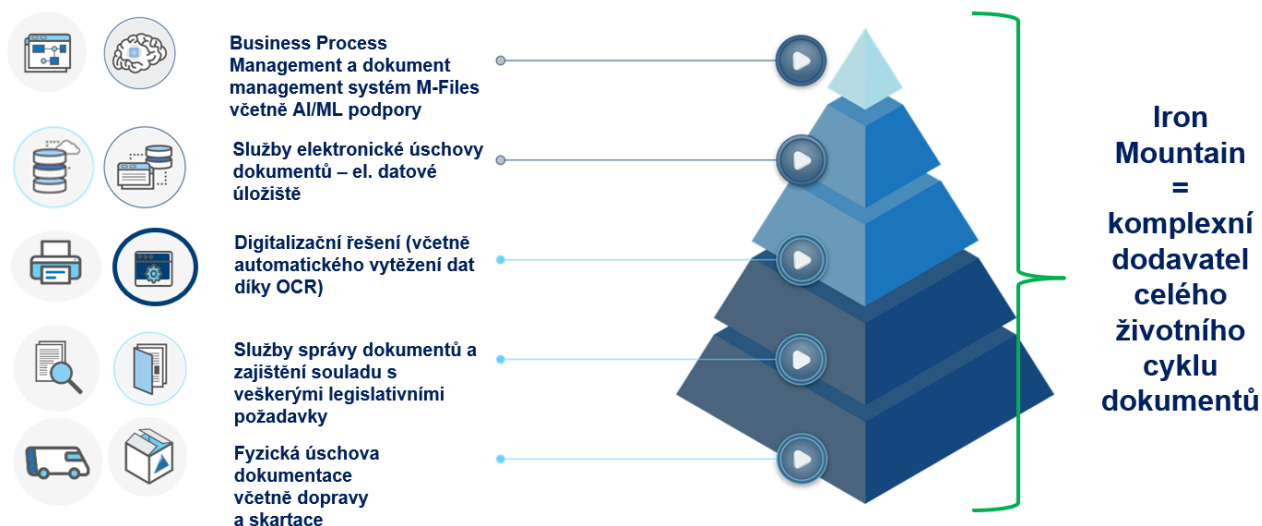 Business Process
Management a dokument
management systém M-Files
včetně AI/ML podpory
Služby elektronické úschovy
dokumentů – el. datové
úložiště
Digitalizační řešení (včetně
automatického vytěžení dat
díky OCR)
Služby správy dokumentů a
zajištění souladu s
veškerými legislativními
požadavky
Fyzická úschova
dokumentace
včetně dopravy
a skartace
Iron
Mountain
=
komplexní
dodavatel
celého
životního
cyklu
dokumentů